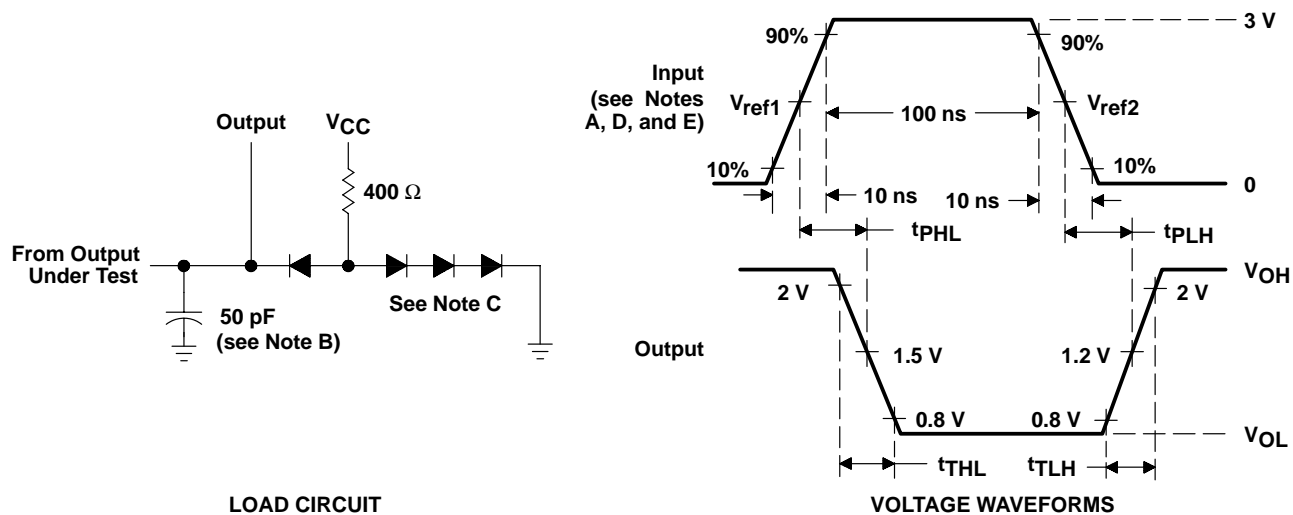 Output
VCC
400 Ω
From Output
Under Test
50 pF
(see Note B)
See Note C
LOAD CIRCUIT
3 V
90%
90%
Input
(see Notes
A, D, and E)
Vref1
Vref2
100 ns
10%
10%
0
10 ns
10 ns
tPHL
tPLH
VOH
2 V
2 V
Output
1.5 V
1.2 V
0.8 V
0.8 V
VOL
tTHL
tTLH
VOLTAGE WAVEFORMS